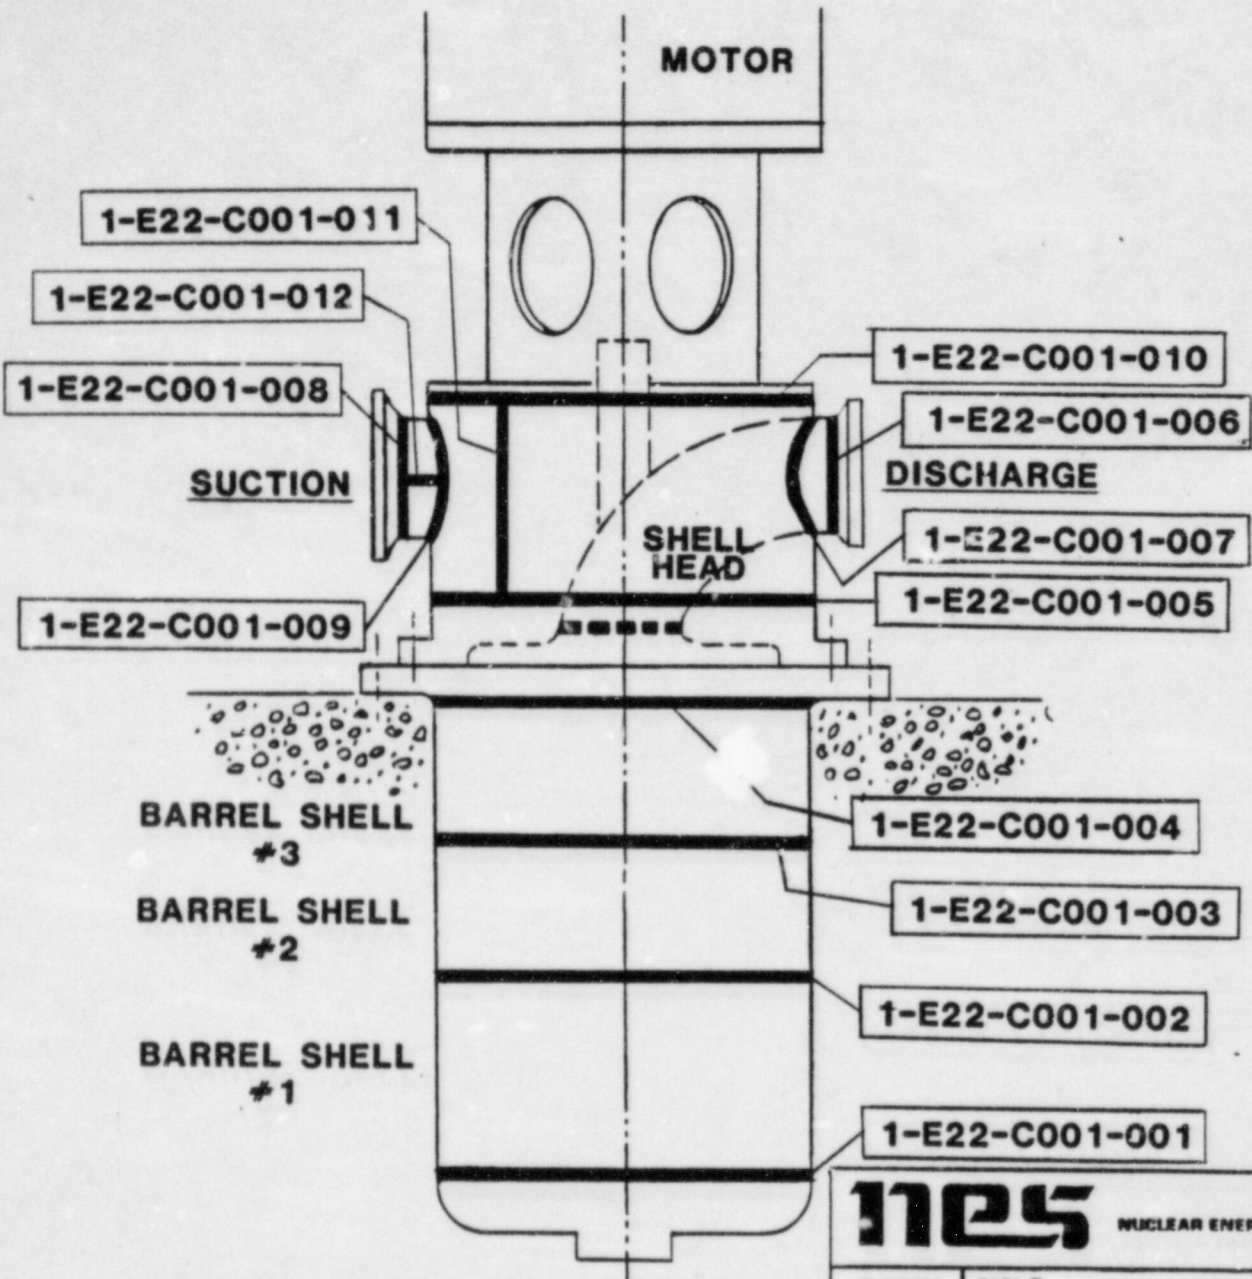 MOTOR
1-E22-C001-011
1-E22-C001-012
1-E22-C001-008
SUCTION
1-E22-C001-009
1-E22-C001-010
1-E22-C001-006
DISCHARGE
SHELL
HEAD
1-E22-C001-007
1-E22-C001-005
1-E22-C001-004
BARREL SHELL
#3
1-E22-C001-003
BARREL SHELL
#2
1-E22-C001-002
BARREL SHELL
#1
1-E22-C001-001
nes
NUCLEAR ENER